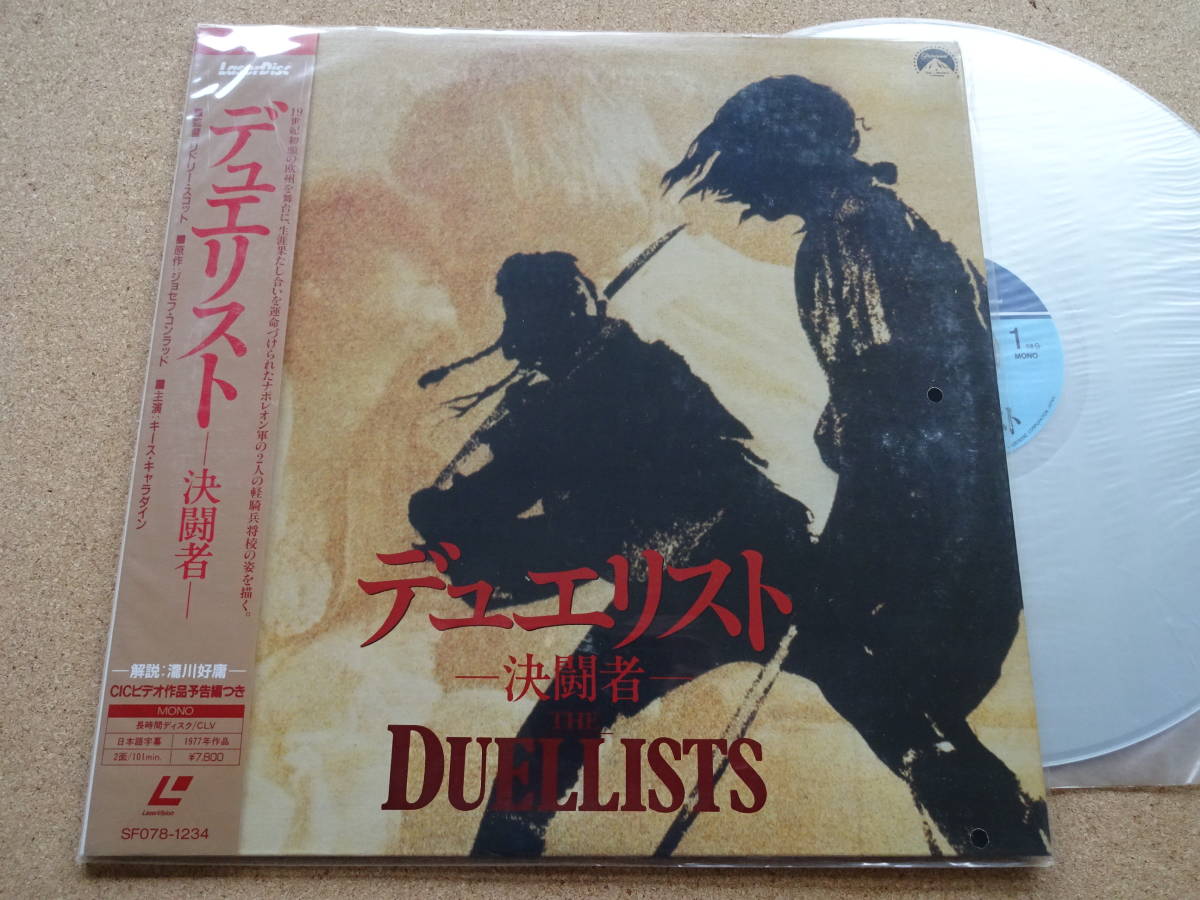 LaserDisc
デュエリスト
—決闘者—
19世紀初頭の欧州を舞台に、生涯果たし合いを運命づけられたナポレオン軍の2人の軽騎兵将校の姿を描く。
■監督:リドリー・スコット ■原作:ジョセフ・コンラッド ■主演:キース・キャラダイン
—解説:瀧川好庸—
CICビデオ作品予告編つき
MONO
長時間ディスク/CLV
日本語字幕 1977年作品
2面/101min. ¥7,800
LaserVision
SF078-1234
Paramount
デュエリスト
—決闘者—
THE
DUELLISTS
1
MONO